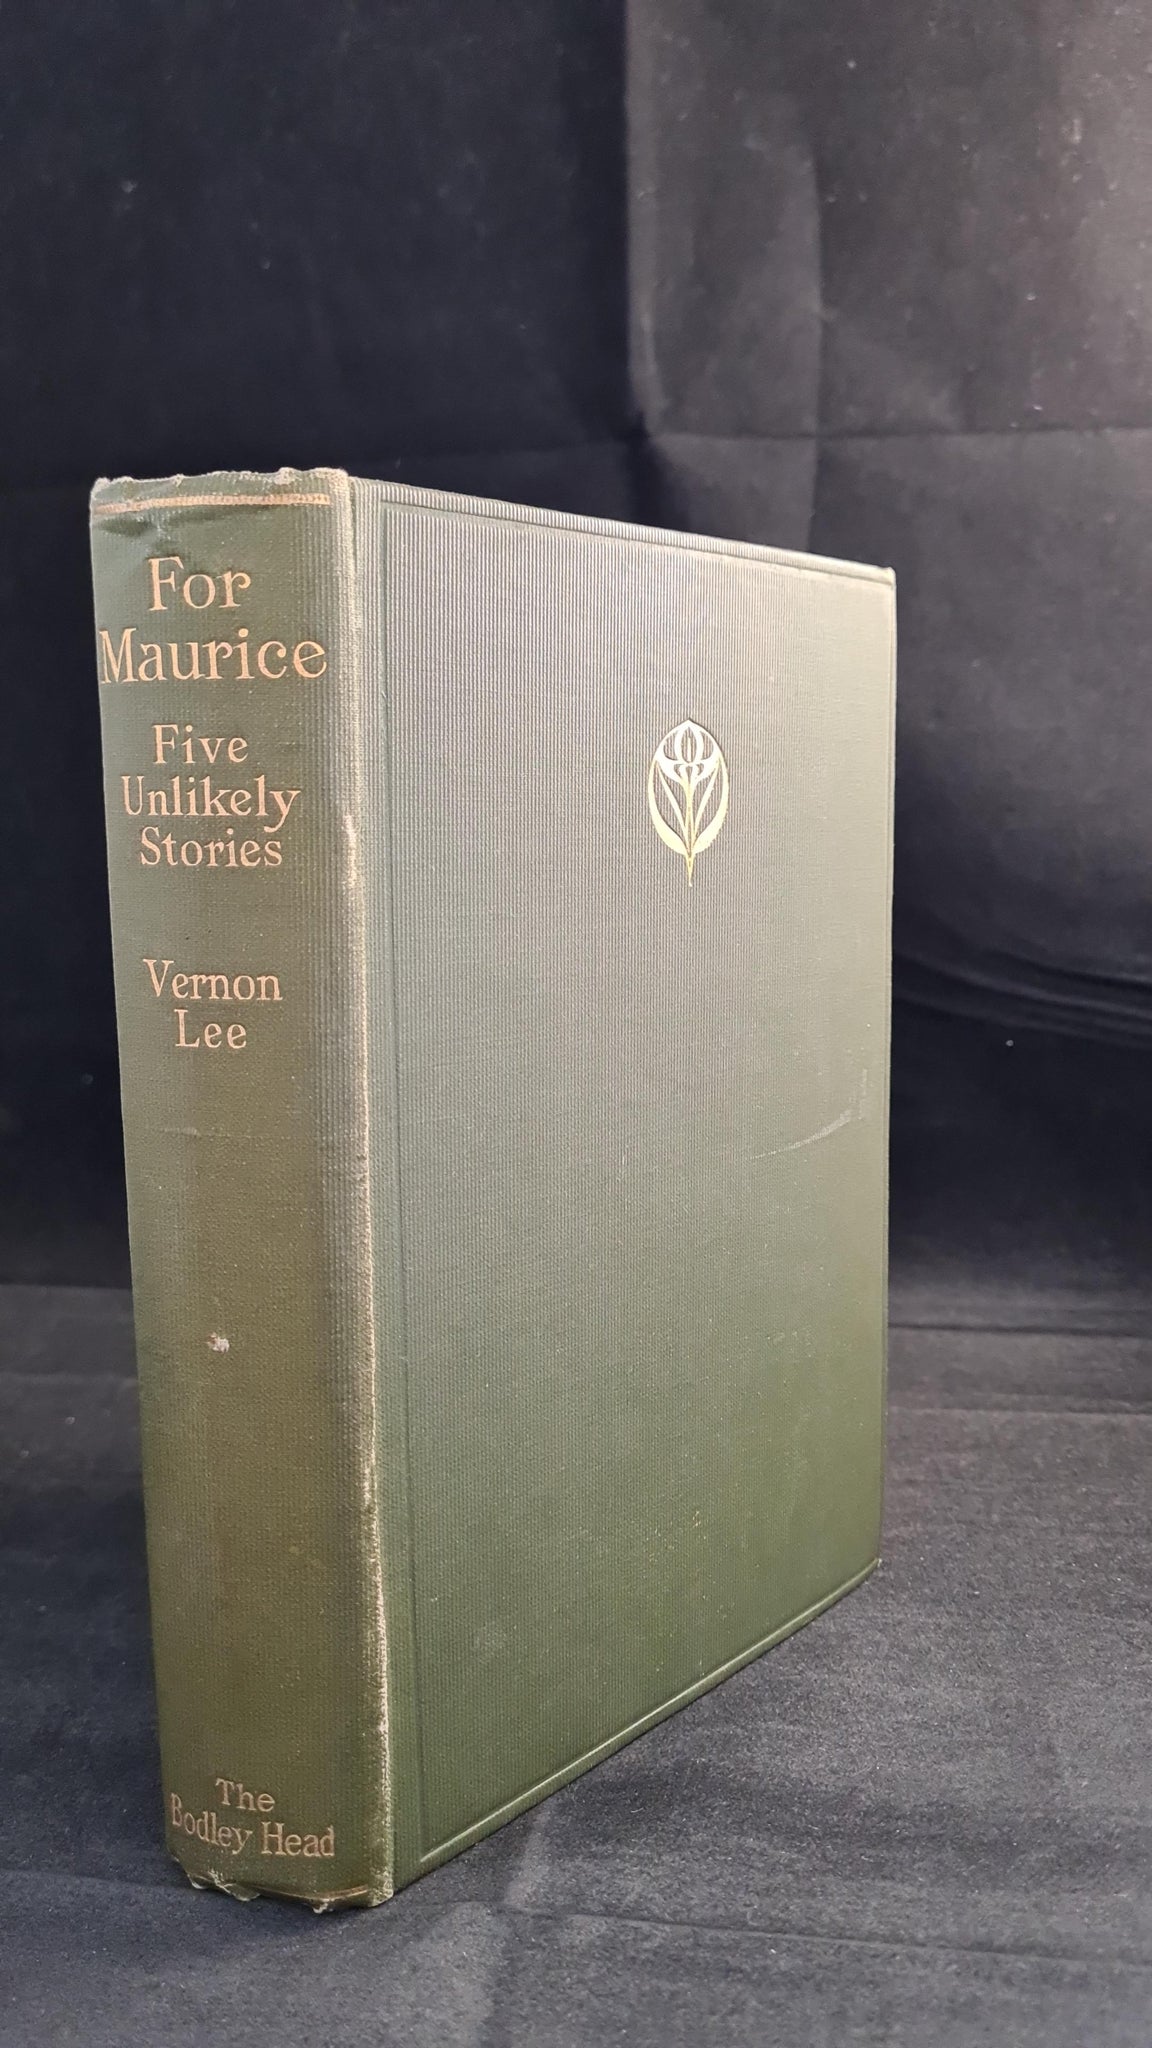 For
Maurice
Five
Unlikely
Stories
Vernon
Lee
The
Bodley Head